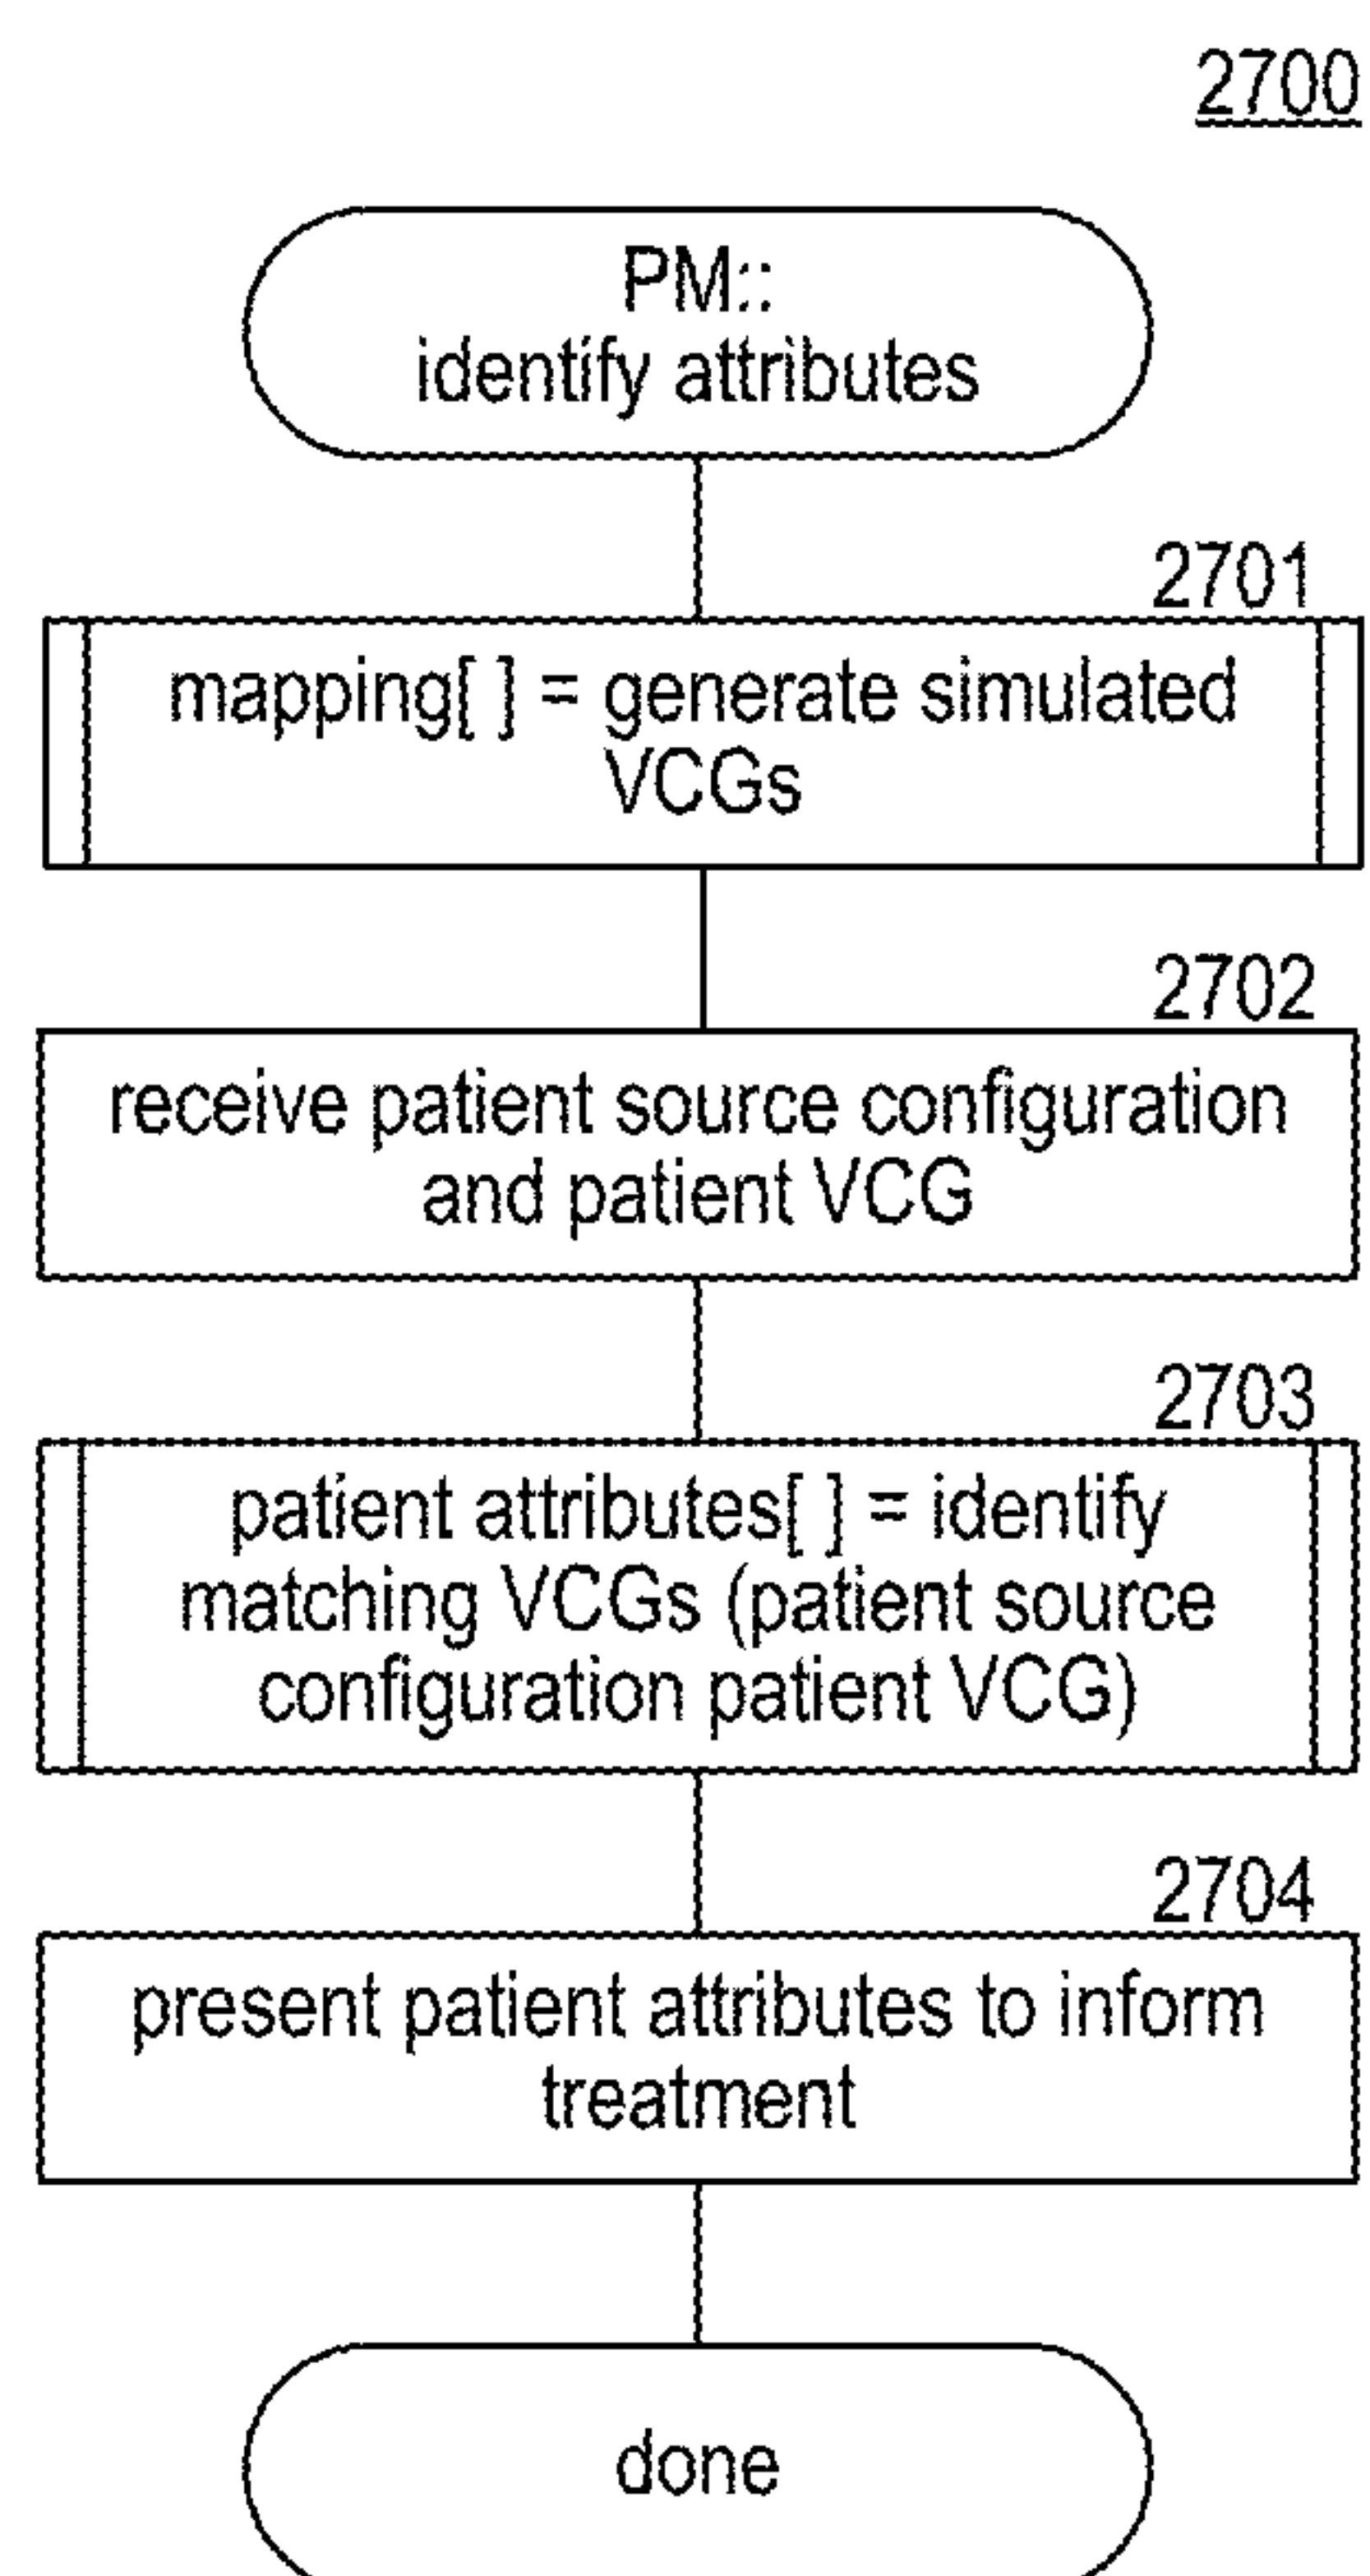 2700
PM::
identify attributes
2701
mapping[ ] = generate simulated
VCGs
2702
receive patient source configuration
and patient VCG
2703
patient attributes[ ] = identify
matching VCGs (patient source
configuration patient VCG)
2704
present patient attributes to inform
treatment
done